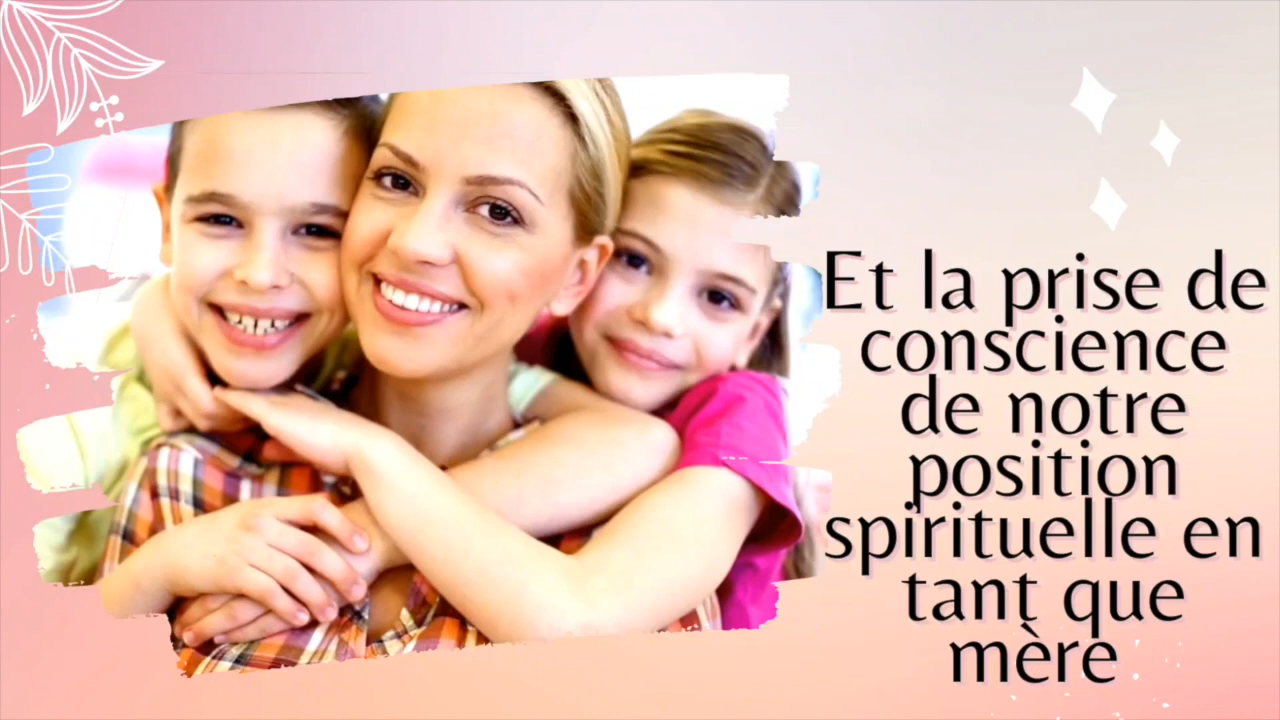 Et la prise de
conscience
de notre
position
spirituelle en
tant que
mère